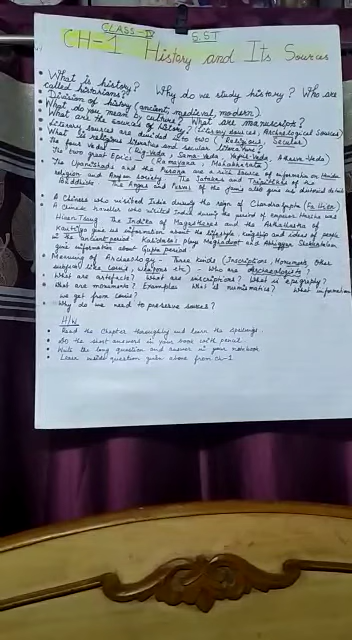 CLASS-IV S.ST
CH-1 History and Its Sources
What is history? Why do we study history? Who are
called historians?
Division of history (ancient, medieval, modern).
What do you mean by culture? What are manuscripts?
What are the sources of history? (Literary sources, Archeological Sources)
Literary sources are divided into two (Religious, Secular)
What is religious literature and secular literature?
The four Vedas - (Rig-Veda, Sama-Veda, Yajur-Veda, Atharva-Veda)
The two great Epics - (Ramayana, Mahabharata)
The Upanishads and the Purana are a rich source of information on Hindu
religion and Aryan society. The Jatakas and Tripitakas of the
Buddhists. The Angas and Purvas of the Jains also gives us historical details
A Chinese who visited India during the reign of Chandragupta (Fa Hien)
A Chinese traveller who visited India during the period of emperor Harsha was
Hiuen Tsang. The Indika of Megasthenes and the Arthashastra of
Kautilya give us information about the lifestyle kingship and ideas of people
in the ancient period. Kalidasa's plays Meghdoot and Abhigyan Shakuntalam
give information about Gupta period.
Meaning of Archaeology - Three kinds (Inscriptions, Monuments, Other
subjects like coins, weapons etc) - Who are archaeologists?
What are artefacts? What are inscriptions? What is epigraphy?
What are monuments? Examples What is numismatics? What information
we get from coins?
Why do we need to preserve sources?
H/W
Read the Chapter thoroughly and learn the spellings.
Do the short answers in your book with pencil
Write the long question and answer in your notebook
Learn inside question given above from CH-1